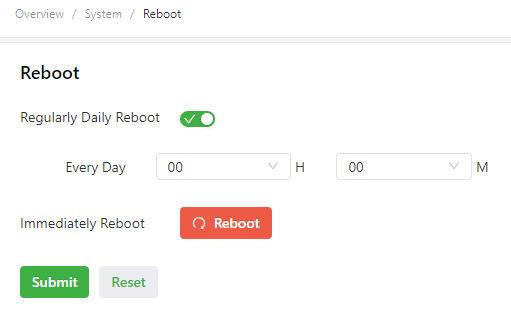 Overview / System / Reboot
Reboot
Regularly Daily Reboot
Every Day 00 H 00 M
Immediately Reboot Reboot
Submit Reset